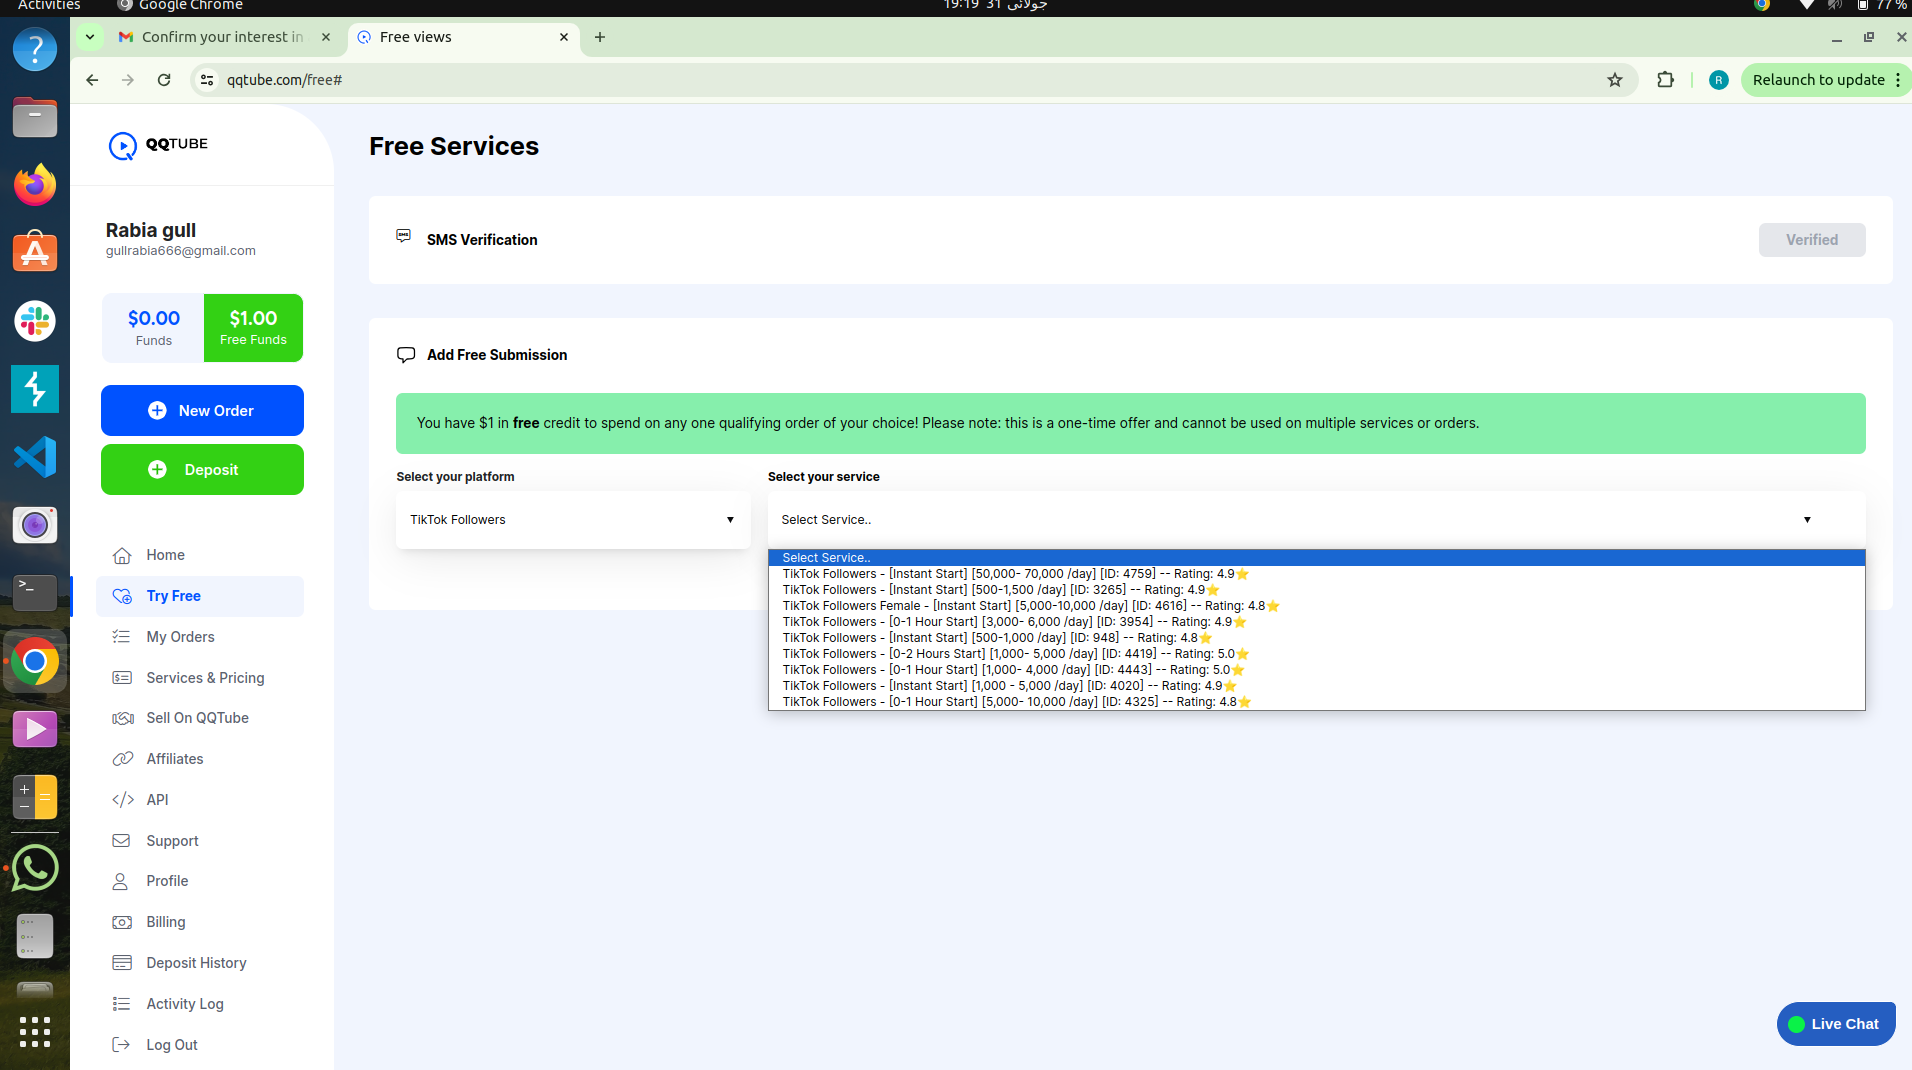 Activities
Google Chrome
19:19 31 جولائی
77 %
Confirm your interest in
Free views
qqtube.com/free#
R
Relaunch to update
QQTUBE
Rabia gull
gullrabia666@gmail.com
$0.00
Funds
$1.00
Free Funds
New Order
Deposit
Home
Try Free
My Orders
Services & Pricing
Sell On QQTube
Affiliates
API
Support
Profile
Billing
Deposit History
Activity Log
Log Out
Free Services
SMS
SMS Verification
Verified
Add Free Submission
You have $1 in free credit to spend on any one qualifying order of your choice! Please note: this is a one-time offer and cannot be used on multiple services or orders.
Select your platform
Select your service
TikTok Followers
Select Service..
Select Service..
TikTok Followers - [Instant Start] [50,000- 70,000 /day] [ID: 4759] -- Rating: 4.9⭐
TikTok Followers - [Instant Start] [500-1,500 /day] [ID: 3265] -- Rating: 4.9⭐
TikTok Followers Female - [Instant Start] [5,000-10,000 /day] [ID: 4616] -- Rating: 4.8⭐
TikTok Followers - [0-1 Hour Start] [3,000- 6,000 /day] [ID: 3954] -- Rating: 4.9⭐
TikTok Followers - [Instant Start] [500-1,000 /day] [ID: 948] -- Rating: 4.8⭐
TikTok Followers - [0-2 Hours Start] [1,000- 5,000 /day] [ID: 4419] -- Rating: 5.0⭐
TikTok Followers - [0-1 Hour Start] [1,000- 4,000 /day] [ID: 4443] -- Rating: 5.0⭐
TikTok Followers - [Instant Start] [1,000 - 5,000 /day] [ID: 4020] -- Rating: 4.9⭐
TikTok Followers - [0-1 Hour Start] [5,000- 10,000 /day] [ID: 4325] -- Rating: 4.8⭐
Live Chat